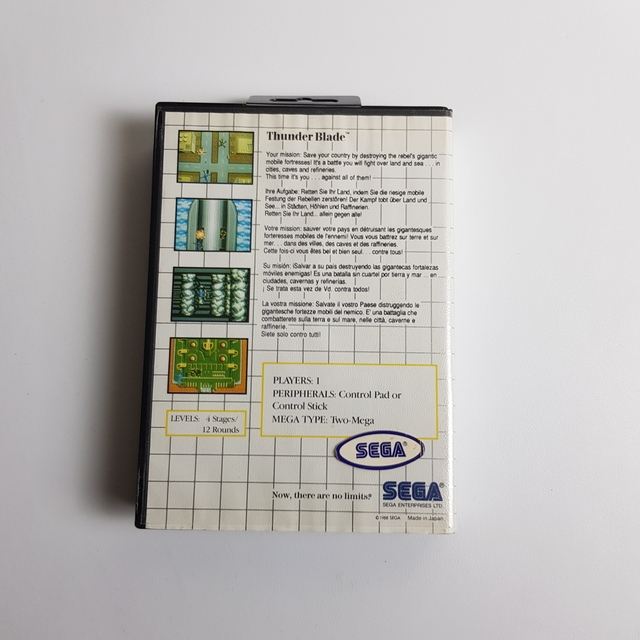 Thunder Blade™
Your mission: Save your country by destroying the rebel's gigantic
mobile fortresses! It's a battle you will fight over land and sea . . . in
cities, caves and refineries.
This time it's you . . . against all of them!
Ihre Aufgabe: Retten Sie Ihr Land, indem Sie die riesige mobile
Festung der Rebellen zerstören! Der Kampf tobt über Land und
See... in Städten, Höhlen und Raffinerien.
Retten Sie Ihr Land... allein gegen alle!
Votre mission: sauver votre pays en détruisant les gigantesques
forteresses mobiles de l'ennemi! Vous vous battrez sur terre et sur
mer. . . dans des villes, des caves et des raffineries.
Cette fois-ci vous êtes bel et bien seul. . . contre tous!
Su misión: ¡Salvar a su país destruyendo las gigantecas fortalezas
móviles enemigas! Es una batalla sin cuartel por tierra y mar ... en
ciudades, cavernas y refinerias.
¡ Se trata esta vez de Vd. contra todos!
La vostra missione: Salvate il vostro Paese distruggendo le
gigantesche fortezze mobili del nemico. E' una battaglia che
combatterete sulla terra e sul mare, nelle città, caverne e
raffinerie.
Siete solo contro tutti!
PLAYERS: 1
PERIPHERALS: Control Pad or
Control Stick
MEGA TYPE: Two-Mega
LEVELS: 4 Stages/
12 Rounds
SEGA®
Now, there are no limits.®
SEGA®
SEGA ENTERPRISES LTD.
©1988 SEGA Made in Japan